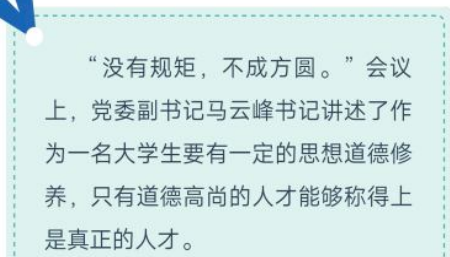 “没有规矩，不成方圆。”会议
上，党委副书记马云峰书记讲述了作
为一名大学生要有一定的思想道德修
养，只有道德高尚的人才能够称得上
是真正的人才。